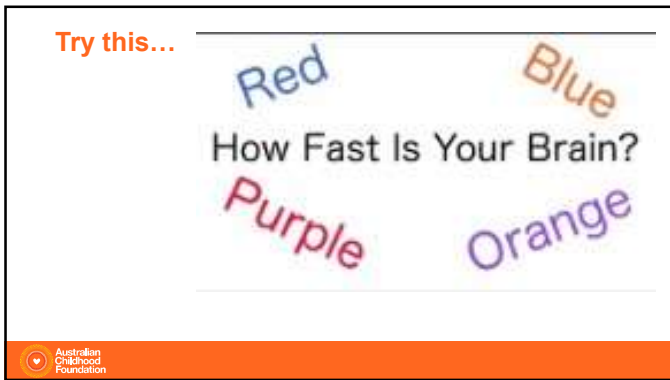 Try this...
Red
Blue
How Fast Is Your Brain?
Purple
Orange
Australian
Childhood
Foundation